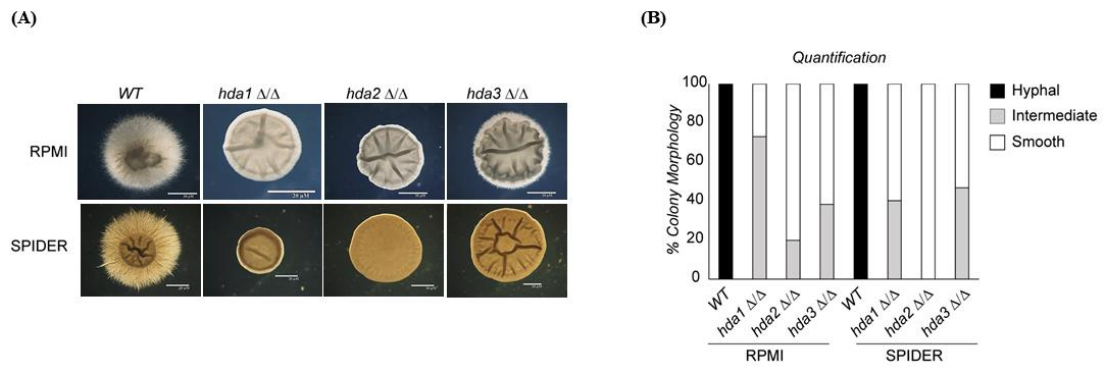 (A)
WT
hda1 Δ/Δ
hda2 Δ/Δ
hda3 Δ/Δ
RPMI
SPIDER
(B)
Quantification
% Colony Morphology
100
80
60
40
20
0
Hyphal
Intermediate
Smooth
WT
hda1 Δ/Δ
hda2 Δ/Δ
hda3 Δ/Δ
WT
hda1 Δ/Δ
hda2 Δ/Δ
hda3 Δ/Δ
RPMI
SPIDER